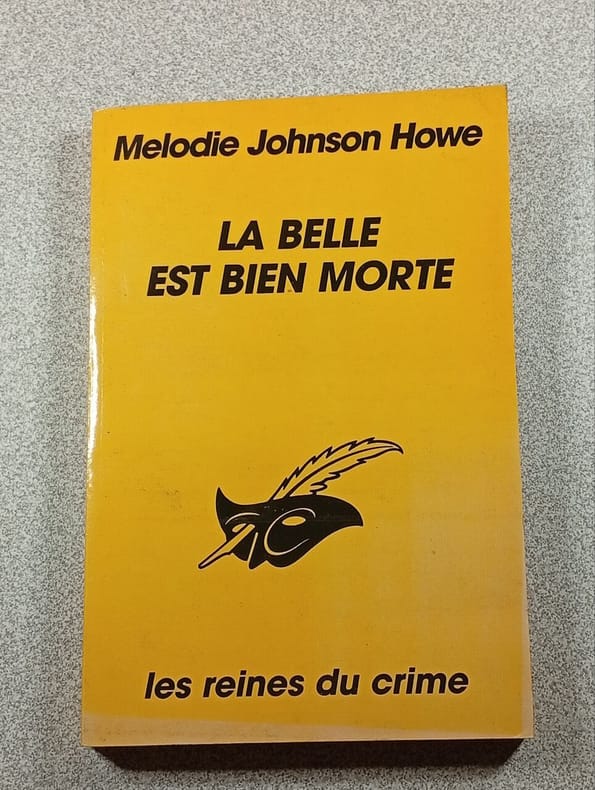 Melodie Johnson Howe
LA BELLE
EST BIEN MORTE
les reines du crime